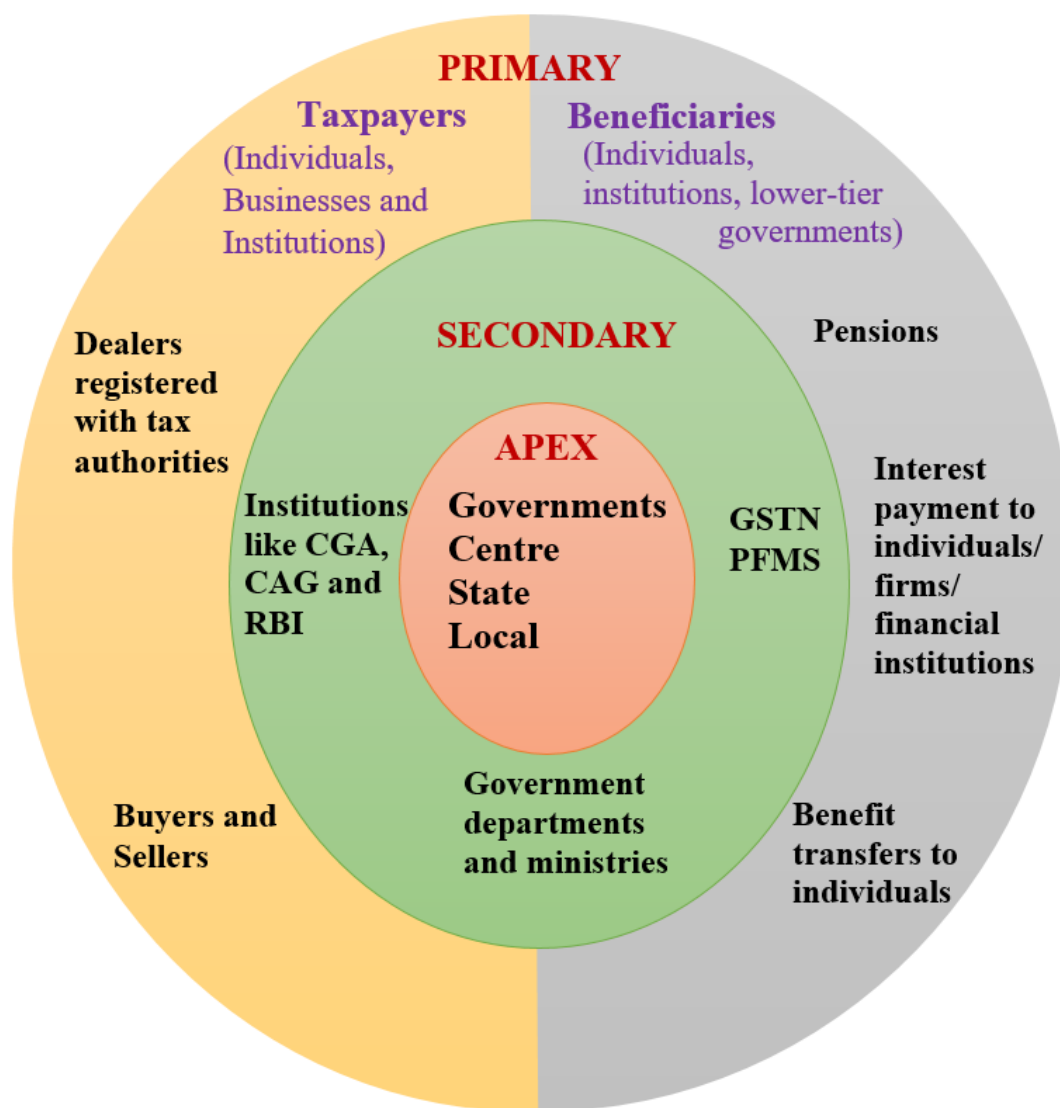 PRIMARY
Taxpayers
(Individuals,
Businesses and
Institutions)
Beneficiaries
(Individuals,
institutions, lower-tier
governments)
Dealers
registered
with tax
authorities
Buyers and
Sellers
Pensions
Interest
payment to
individuals/
firms/
financial
institutions
Benefit
transfers to
individuals
SECONDARY
Institutions
like CGA,
CAG and
RBI
GSTN
PFMS
Government
departments
and ministries
APEX
Governments
Centre
State
Local